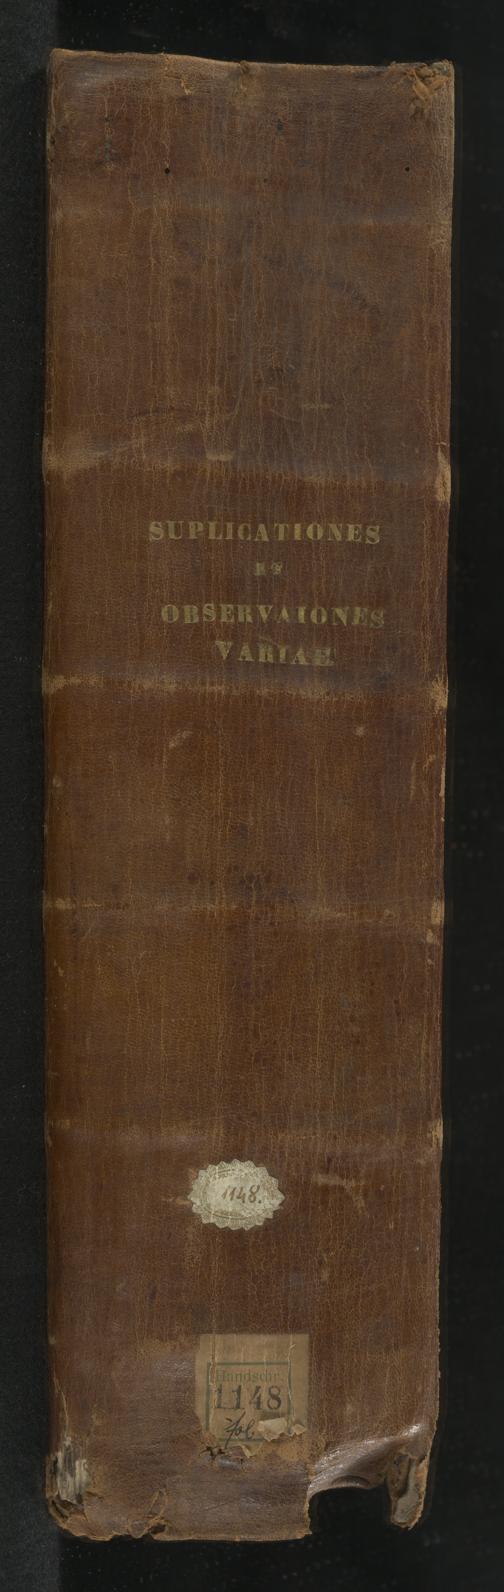 SUPLICATIONES
ET
OBSERVAIONES
VARIAE
1148.
Handschr.
1148
fol.